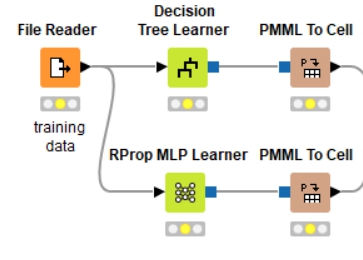 File Reader
Decision
Tree Learner
PMML To Cell
training
data
RProp MLP Learner
PMML To Cell